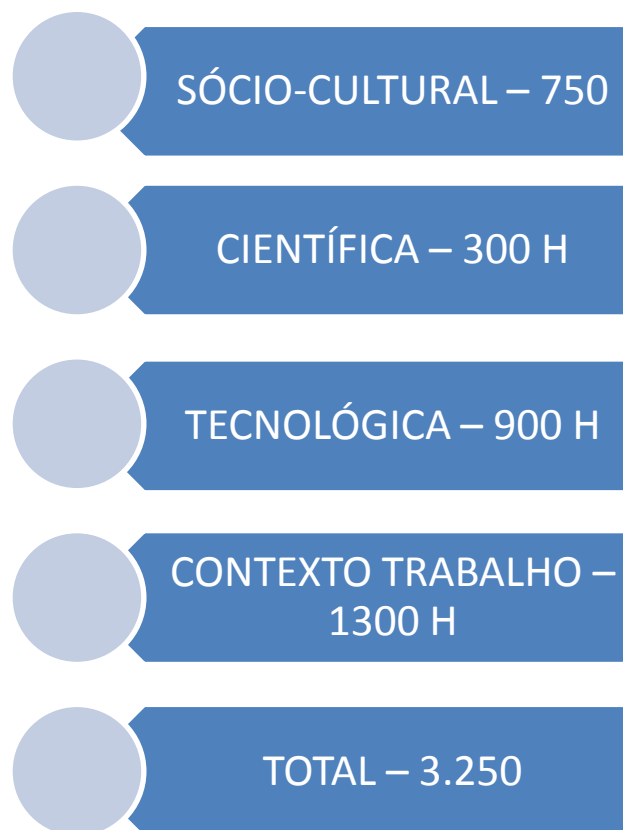 SÓCIO-CULTURAL – 750
CIENTÍFICA – 300 H
TECNOLÓGICA – 900 H
CONTEXTO TRABALHO –
1300 H
TOTAL – 3.250